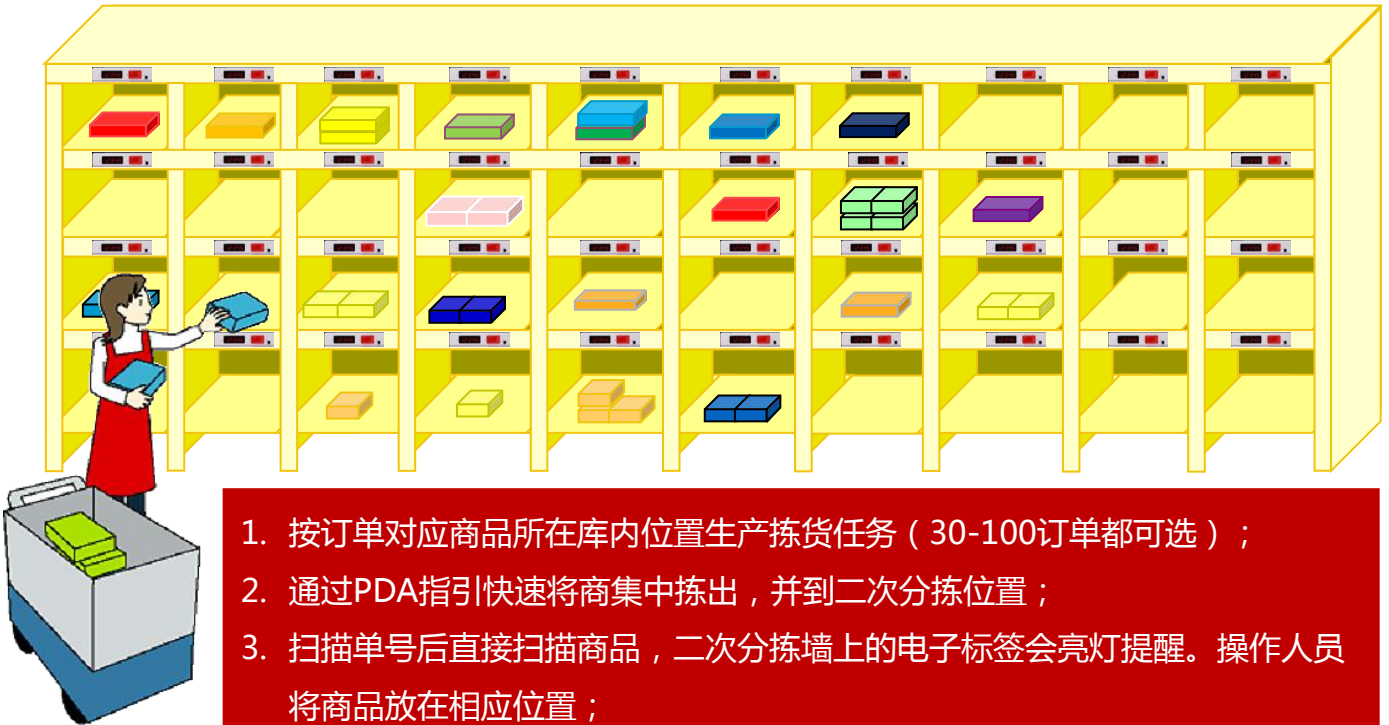 1. 按订单对应商品所在库内位置生产拣货任务（30-100订单都可选）；
2. 通过PDA指引快速将商集中拣出，并到二次分拣位置；
3. 扫描单号后直接扫描商品，二次分拣墙上的电子标签会亮灯提醒。操作人员
将商品放在相应位置；